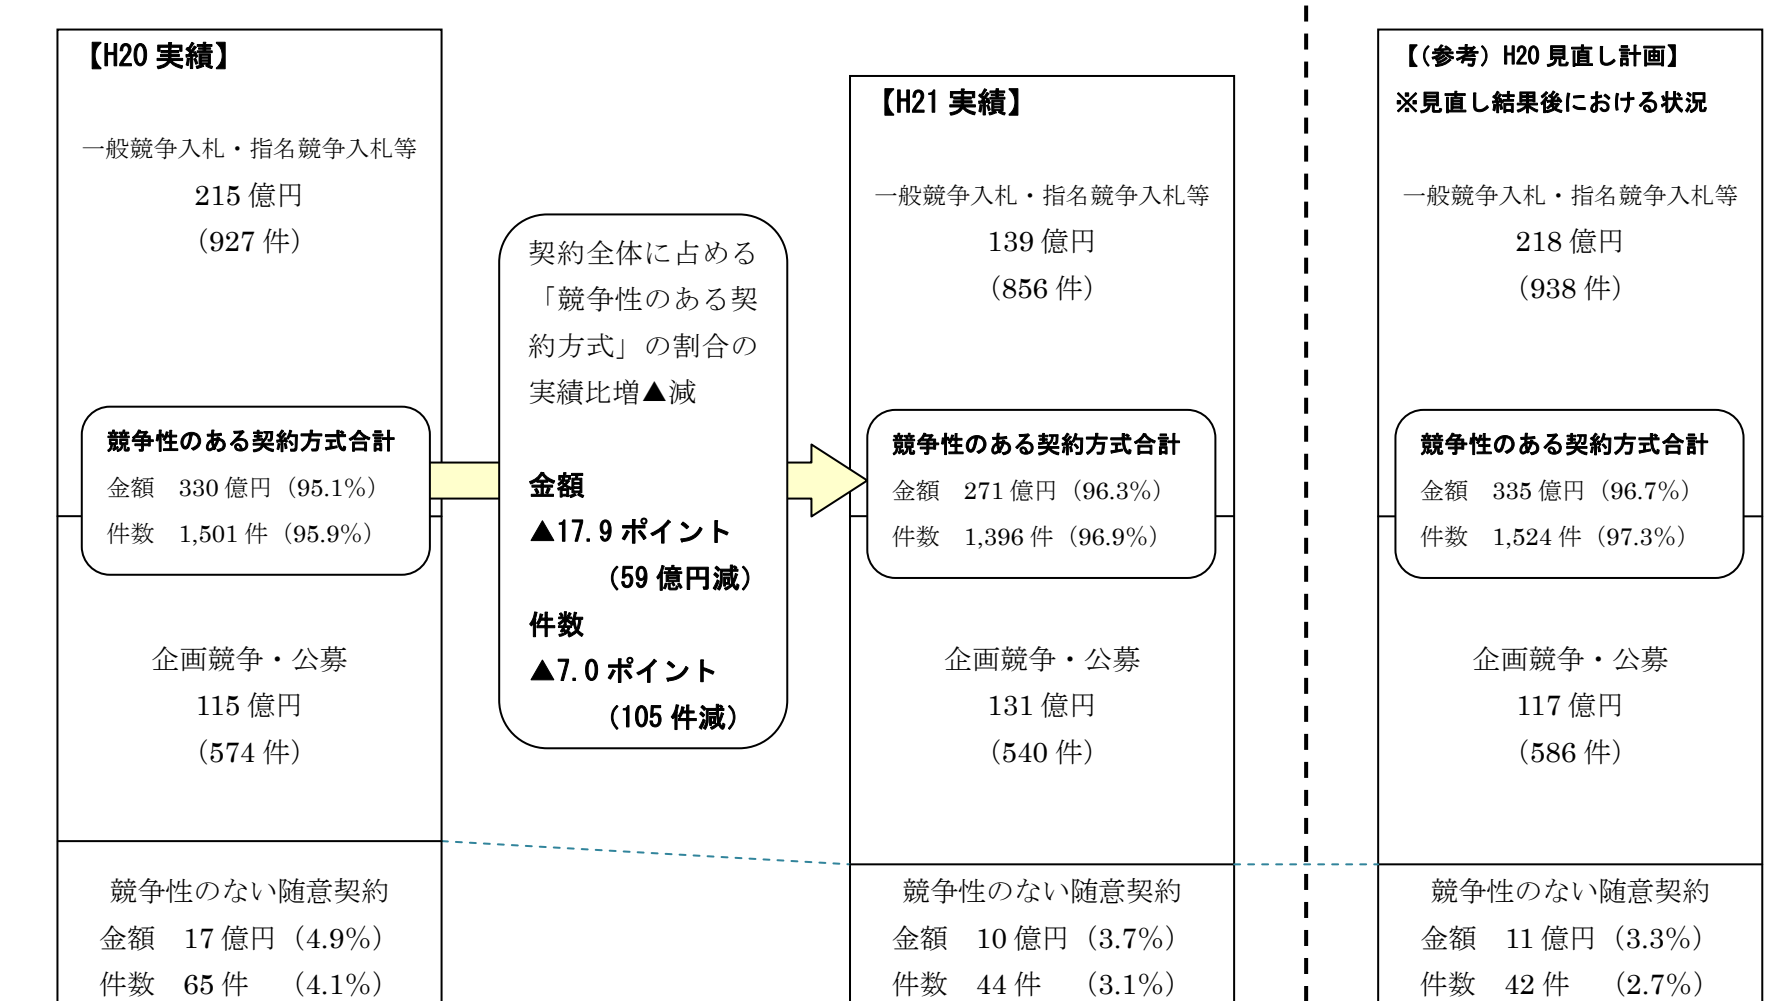 【H20 実績】
一般競争入札・指名競争入札等
215 億円
（927 件）
競争性のある契約方式合計
金額　330 億円（95.1%）
件数　1,501 件（95.9%）
企画競争・公募
115 億円
（574 件）
競争性のない随意契約
金額　17 億円（4.9%）
件数　65 件　（4.1%）
契約全体に占める
「競争性のある契
約方式」の割合の
実績比増▲減
金額
▲17.9 ポイント
（59 億円減）
件数
▲7.0 ポイント
（105 件減）
【H21 実績】
一般競争入札・指名競争入札等
139 億円
（856 件）
競争性のある契約方式合計
金額　271 億円（96.3%）
件数　1,396 件（96.9%）
企画競争・公募
131 億円
（540 件）
競争性のない随意契約
金額　10 億円（3.7%）
件数　44 件　（3.1%）
【（参考）H20 見直し計画】
※見直し結果後における状況
一般競争入札・指名競争入札等
218 億円
（938 件）
競争性のある契約方式合計
金額　335 億円（96.7%）
件数　1,524 件（97.3%）
企画競争・公募
117 億円
（586 件）
競争性のない随意契約
金額　11 億円（3.3%）
件数　42 件　（2.7%）